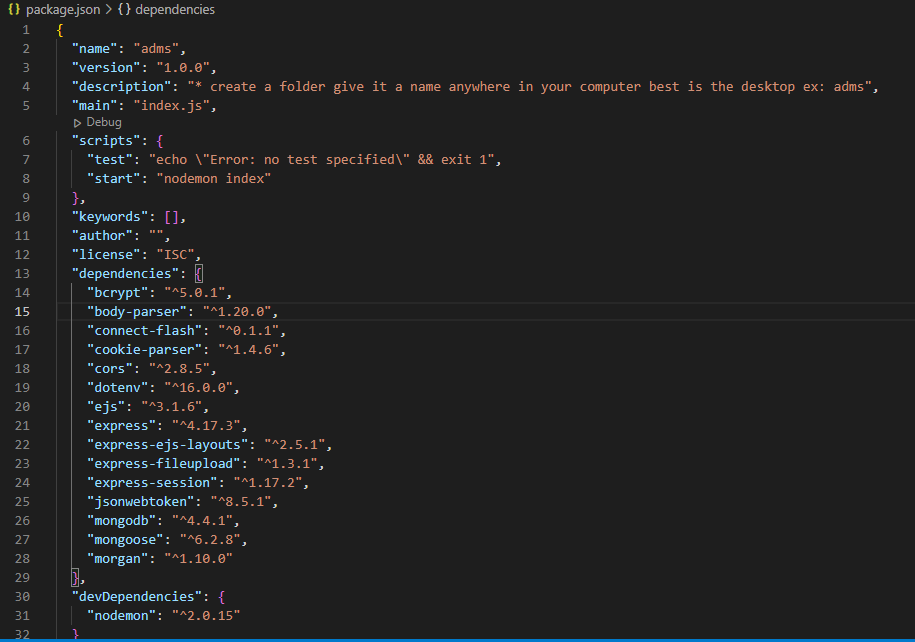 {} package.json > {} dependencies
1 {
2 "name": "adms",
3 "version": "1.0.0",
4 "description": "* create a folder give it a name anywhere in your computer best is the desktop ex: adms",
5 "main": "index.js",
▷ Debug
6 "scripts": {
7 "test": "echo \"Error: no test specified\" && exit 1",
8 "start": "nodemon index"
9 },
10 "keywords": [],
11 "author": "",
12 "license": "ISC",
13 "dependencies": {
14 "bcrypt": "^5.0.1",
15 "body-parser": "^1.20.0",
16 "connect-flash": "^0.1.1",
17 "cookie-parser": "^1.4.6",
18 "cors": "^2.8.5",
19 "dotenv": "^16.0.0",
20 "ejs": "^3.1.6",
21 "express": "^4.17.3",
22 "express-ejs-layouts": "^2.5.1",
23 "express-fileupload": "^1.3.1",
24 "express-session": "^1.17.2",
25 "jsonwebtoken": "^8.5.1",
26 "mongodb": "^4.4.1",
27 "mongoose": "^6.2.8",
28 "morgan": "^1.10.0"
29 },
30 "devDependencies": {
31 "nodemon": "^2.0.15"
32 }